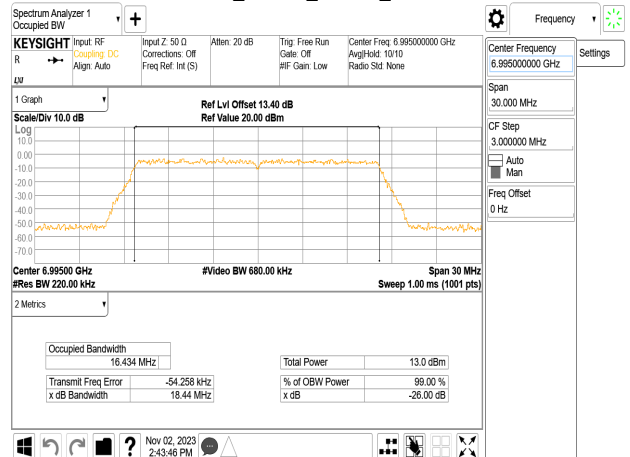 Spectrum Analyzer 1
Occupied BW
Frequency
KEYSIGHT
R
Input: RF
Coupling: DC
Align: Auto
Input Z: 50 Ω
Corrections: Off
Freq Ref: Int (S)
Atten: 20 dB
Trig: Free Run
Gate: Off
#IF Gain: Low
Center Freq: 6.995000000 GHz
Avg|Hold: 10/10
Radio Std: None
Center Frequency
6.995000000 GHz
Settings
Span
30.000 MHz
CF Step
3.000000 MHz
Auto
Man
Freq Offset
0 Hz
1 Graph
Scale/Div 10.0 dB
Ref Lvl Offset 13.40 dB
Ref Value 20.00 dBm
Log
10.0
0.00
-10.0
-20.0
-30.0
-40.0
-50.0
-60.0
-70.0
Center 6.99500 GHz
#Video BW 680.00 kHz
Span 30 MHz
#Res BW 220.00 kHz
Sweep 1.00 ms (1001 pts)
2 Metrics
Occupied Bandwidth
16.434 MHz
Total Power 13.0 dBm
Transmit Freq Error -54.258 kHz
% of OBW Power 99.00 %
x dB Bandwidth 18.44 MHz
x dB -26.00 dB
?
Nov 02, 2023
2:43:46 PM